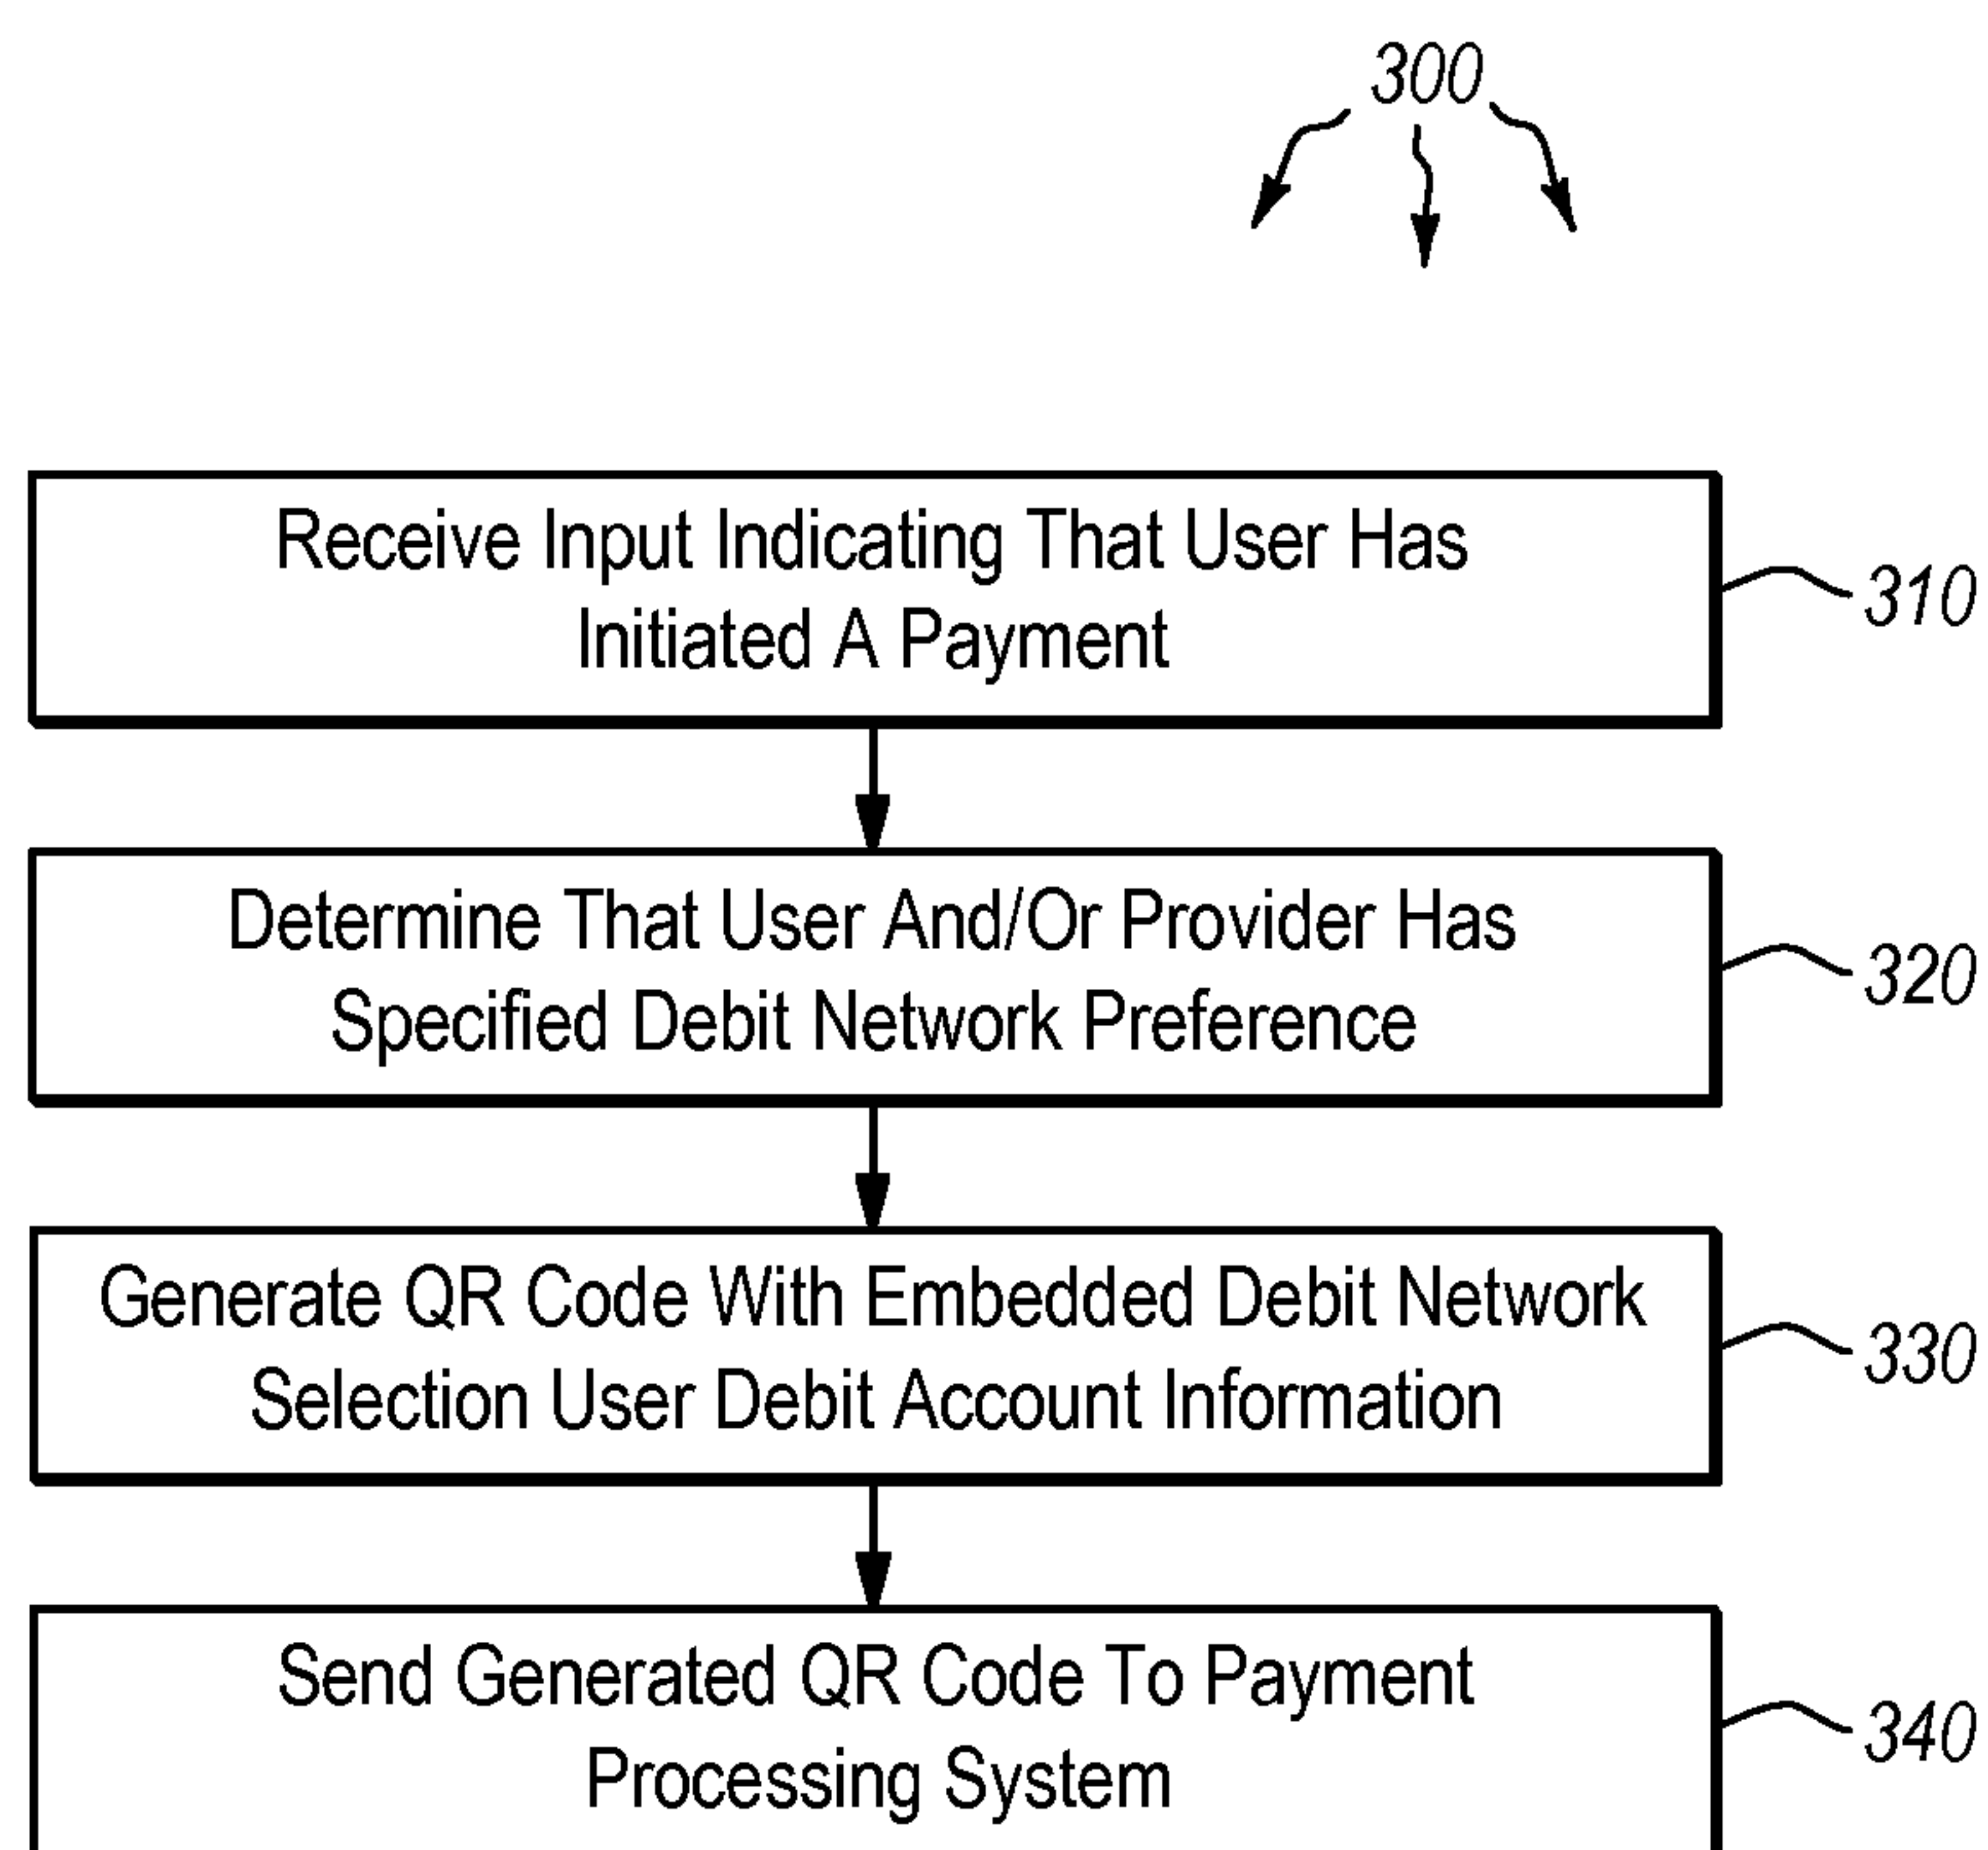 300
Receive Input Indicating That User Has
Initiated A Payment
310
Determine That User And/Or Provider Has
Specified Debit Network Preference
320
Generate QR Code With Embedded Debit Network
Selection User Debit Account Information
330
Send Generated QR Code To Payment
Processing System
340